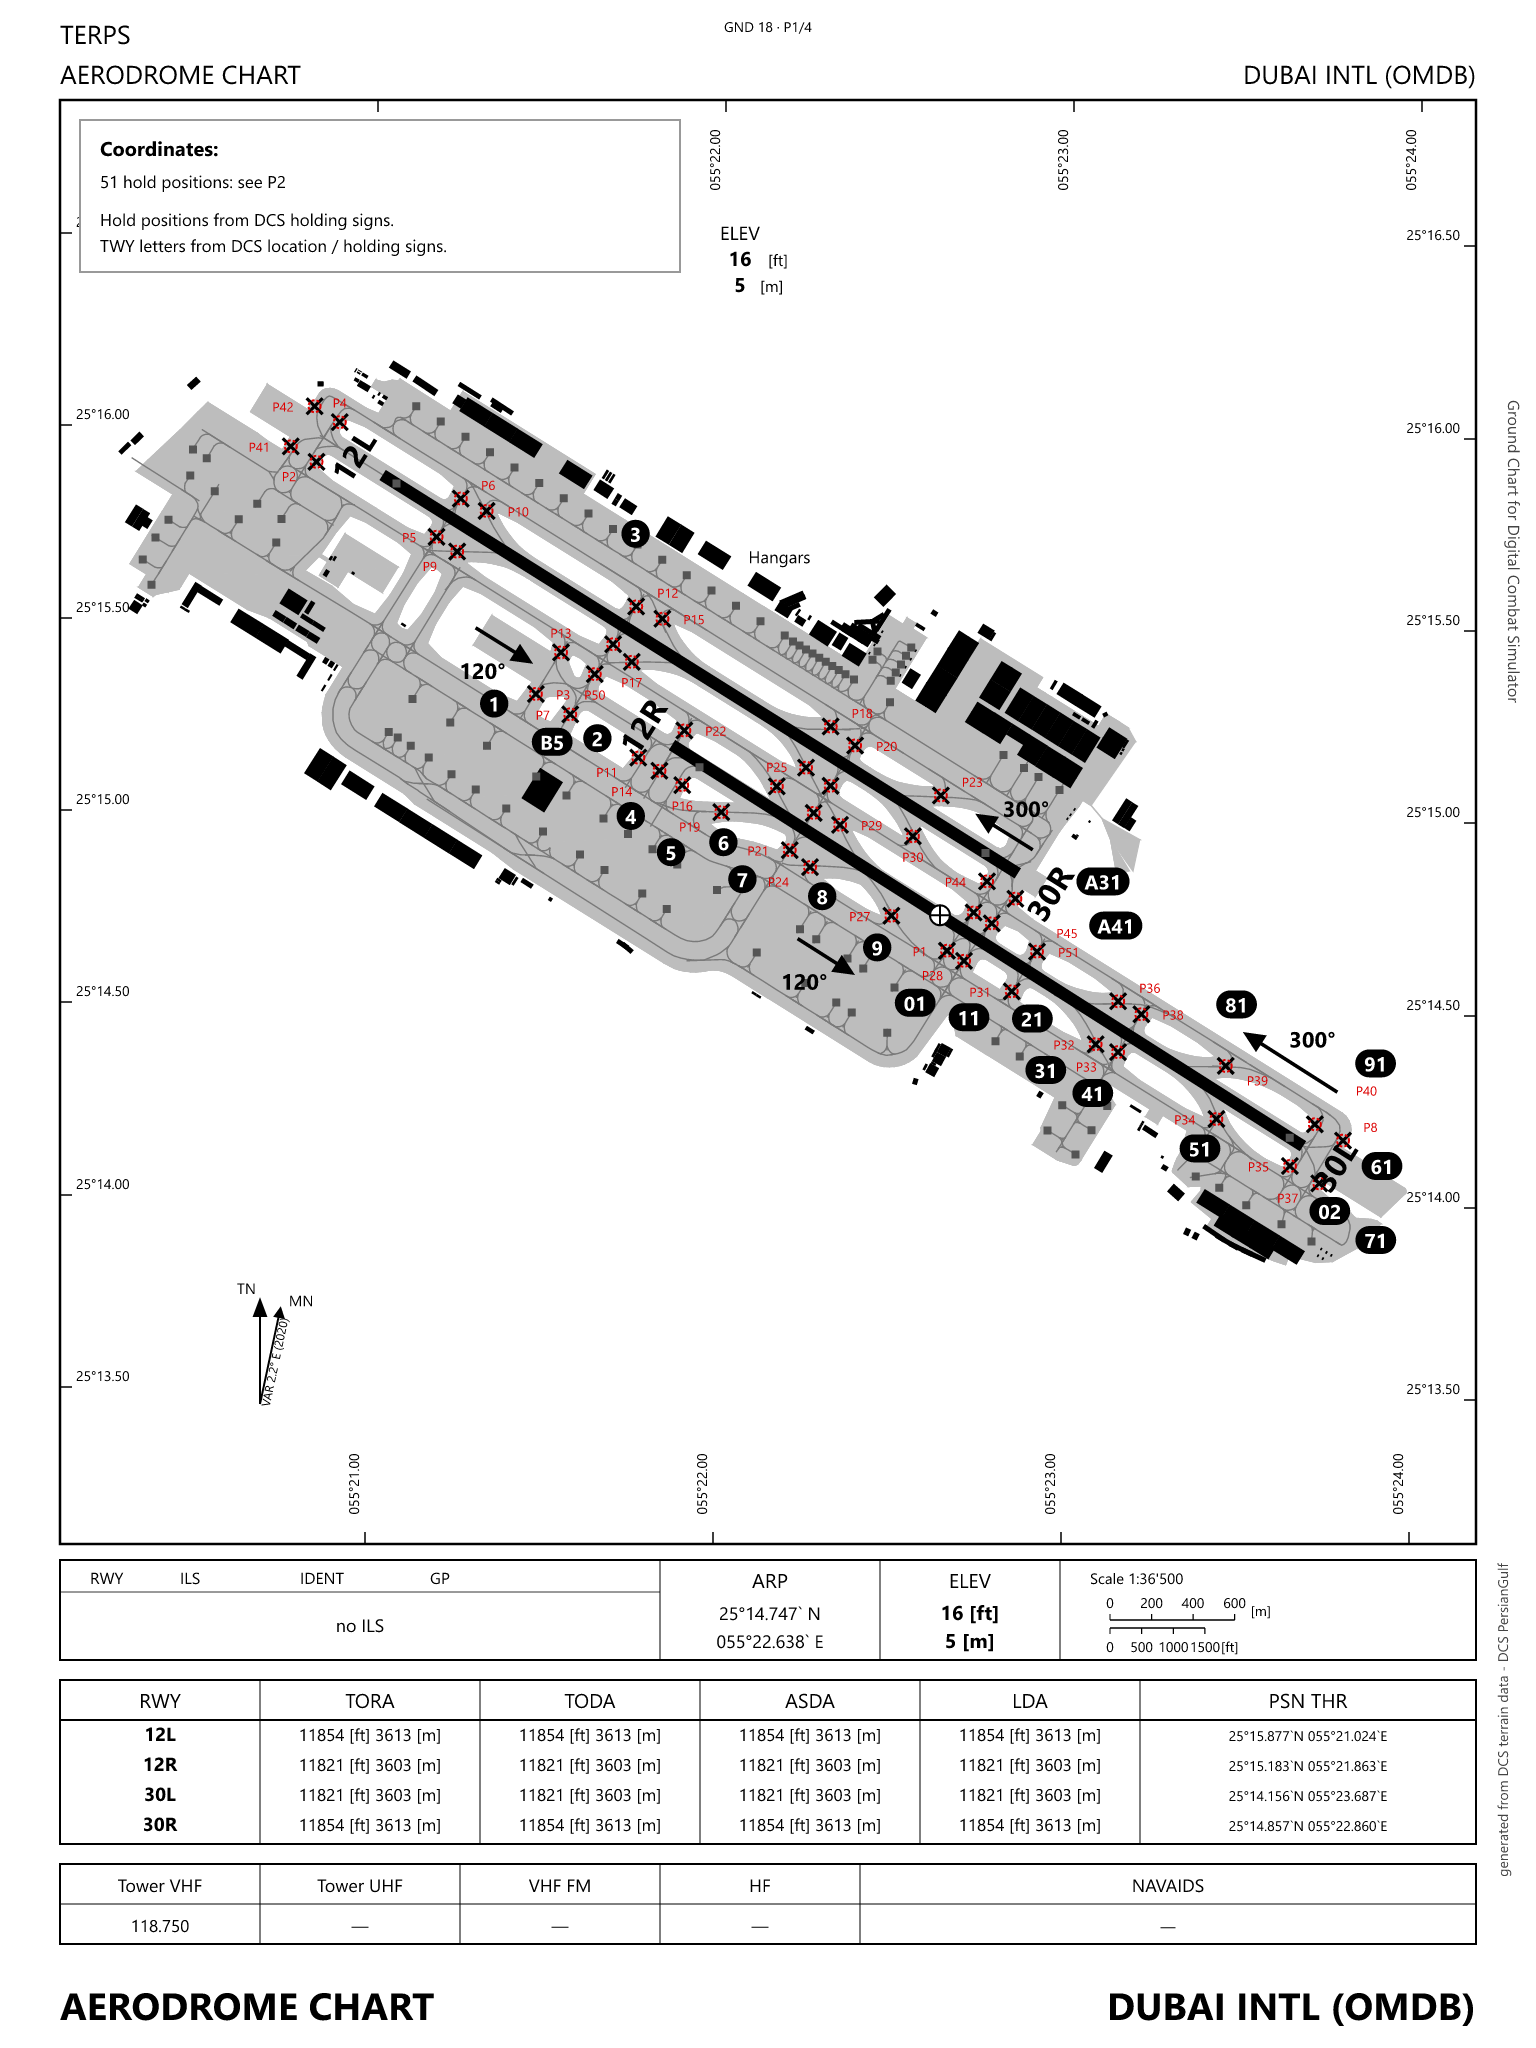 GND 18 · P1/4
TERPS
AERODROME CHART
DUBAI INTL (OMDB)
Coordinates:
51 hold positions: see P2
Hold positions from DCS holding signs.
TWY letters from DCS location / holding signs.
055°22.00
055°23.00
055°24.00
ELEV
16 [ft]
5 [m]
25°16.50
25°16.00
25°16.00
25°15.50
25°15.50
25°15.00
25°15.00
25°14.50
25°14.50
25°14.00
25°14.00
25°13.50
25°13.50
P42
P4
P41
P2
12L
P6
P10
P5
P9
3
Hangars
P12
P15
P13
P17
120°
1
P3
P50
P7
B5
2
12R
P22
P18
P20
P11
P14
P25
P23
P16
300°
4
P19
P29
6
P21
P30
5
7
P24
P44
A31
8
30R
P27
A41
P45
9
P1
P51
P28
120°
P31
P36
01
11
21
P38
81
P32
300°
31
P33
P39
91
41
P40
P34
P8
51
P35
30L
61
P37
02
71
TN
MN
VAR 2.2° E (2020)
055°21.00
055°22.00
055°23.00
055°24.00
RWY ILS IDENT GP
no ILS
ARP
25°14.747` N
055°22.638` E
ELEV
16 [ft]
5 [m]
Scale 1:36'500
0 200 400 600 [m]
0 500 1000 1500 [ft]
RWY TORA TODA ASDA LDA PSN THR
12L 11854 [ft] 3613 [m] 11854 [ft] 3613 [m] 11854 [ft] 3613 [m] 11854 [ft] 3613 [m] 25°15.877`N 055°21.024`E
12R 11821 [ft] 3603 [m] 11821 [ft] 3603 [m] 11821 [ft] 3603 [m] 11821 [ft] 3603 [m] 25°15.183`N 055°21.863`E
30L 11821 [ft] 3603 [m] 11821 [ft] 3603 [m] 11821 [ft] 3603 [m] 11821 [ft] 3603 [m] 25°14.156`N 055°23.687`E
30R 11854 [ft] 3613 [m] 11854 [ft] 3613 [m] 11854 [ft] 3613 [m] 11854 [ft] 3613 [m] 25°14.857`N 055°22.860`E
Tower VHF Tower UHF VHF FM HF NAVAIDS
118.750 — — — —
AERODROME CHART
DUBAI INTL (OMDB)
Ground Chart for Digital Combat Simulator
generated from DCS terrain data - DCS PersianGulf